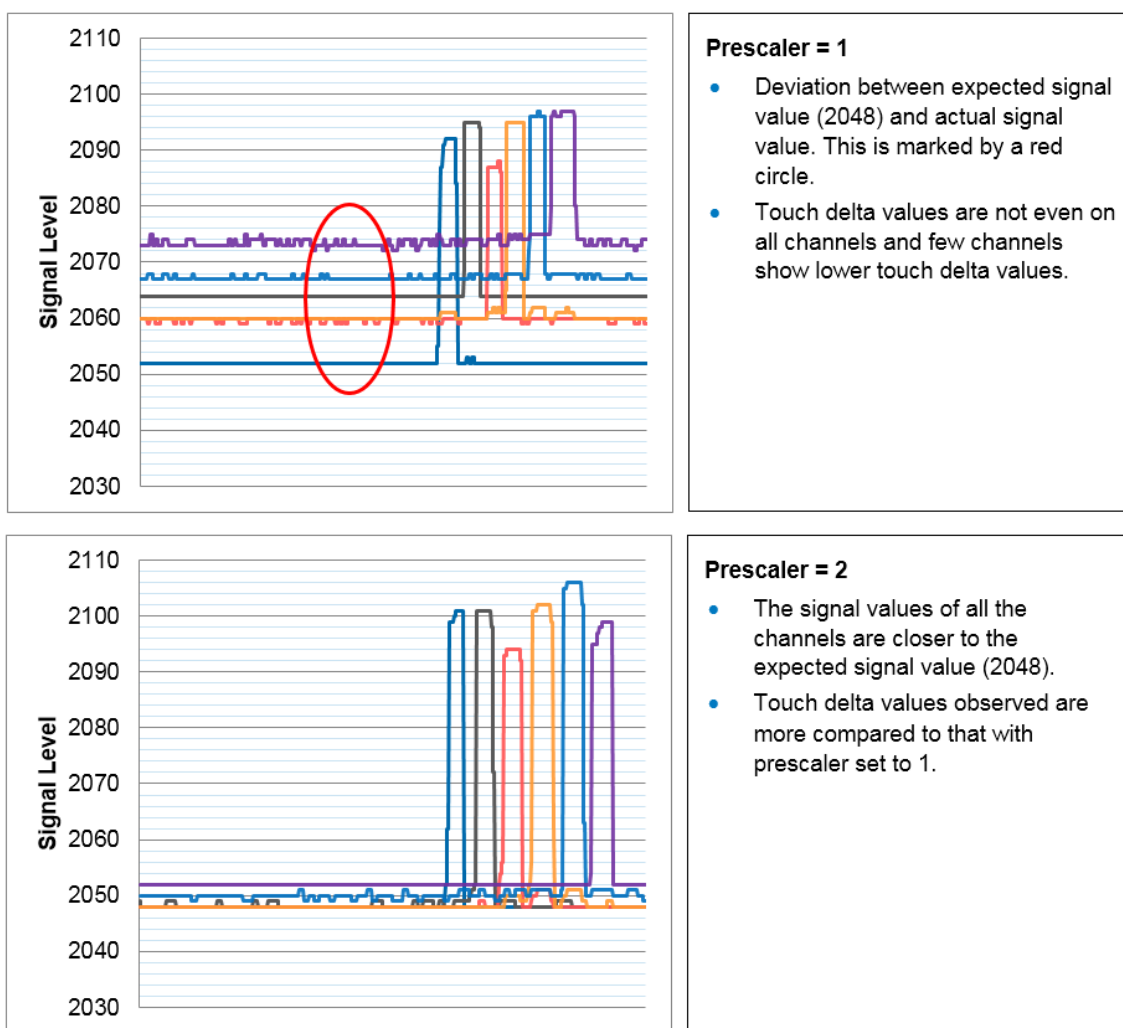 2110
2100
2090
2080
2070
2060
2050
2040
2030
Signal Level
Prescaler = 1
• Deviation between expected signal
value (2048) and actual signal
value. This is marked by a red
circle.
• Touch delta values are not even on
all channels and few channels
show lower touch delta values.
2110
2100
2090
2080
2070
2060
2050
2040
2030
Signal Level
Prescaler = 2
• The signal values of all the
channels are closer to the
expected signal value (2048).
• Touch delta values observed are
more compared to that with
prescaler set to 1.